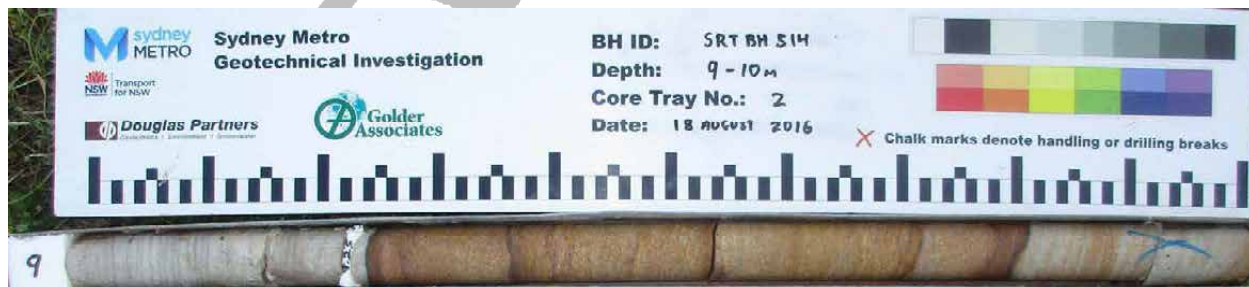 sydney
METRO
NSW
Transport
for NSW
Douglas Partners
Golder
Associates
Sydney Metro
Geotechnical Investigation
BH ID: SRT BH 514
Depth: 9-10m
Core Tray No.: 2
Date: 18 AUGUST 2016
X Chalk marks denote handling or drilling breaks
9